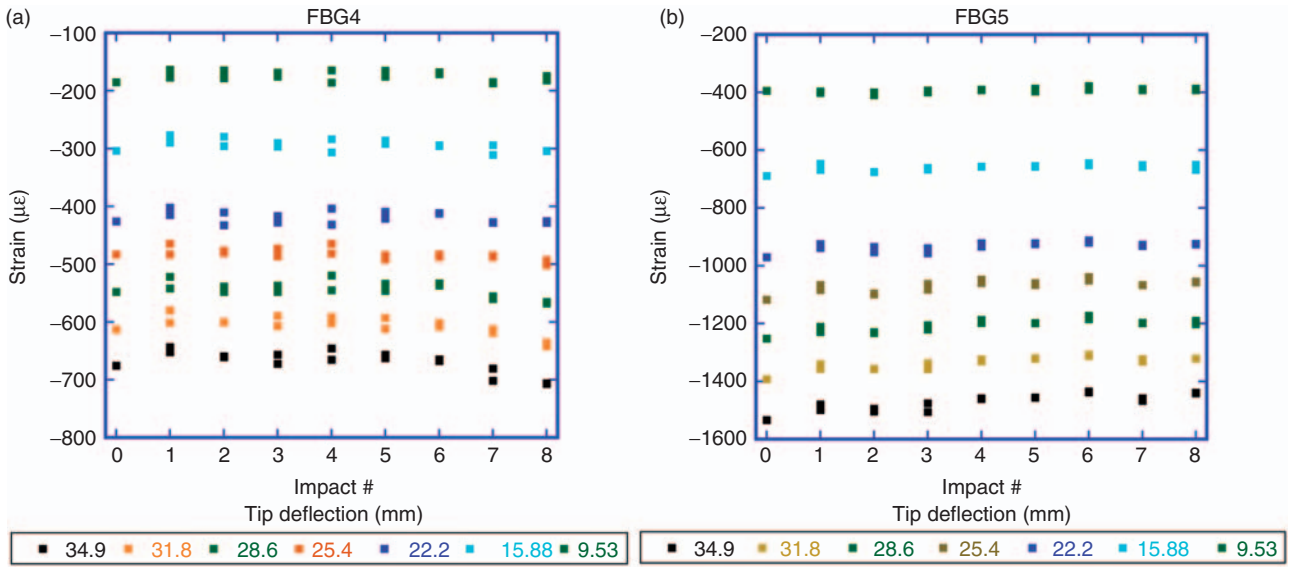 (a)
FBG4
–100
–200
–300
–400
–500
–600
–700
–800
Strain (με)
0 1 2 3 4 5 6 7 8
Impact #
Tip deflection (mm)
34.9 31.8 28.6 25.4 22.2 15.88 9.53
(b)
FBG5
–200
–400
–600
–800
–1000
–1200
–1400
–1600
Strain (με)
0 1 2 3 4 5 6 7 8
Impact #
Tip deflection (mm)
34.9 31.8 28.6 25.4 22.2 15.88 9.53